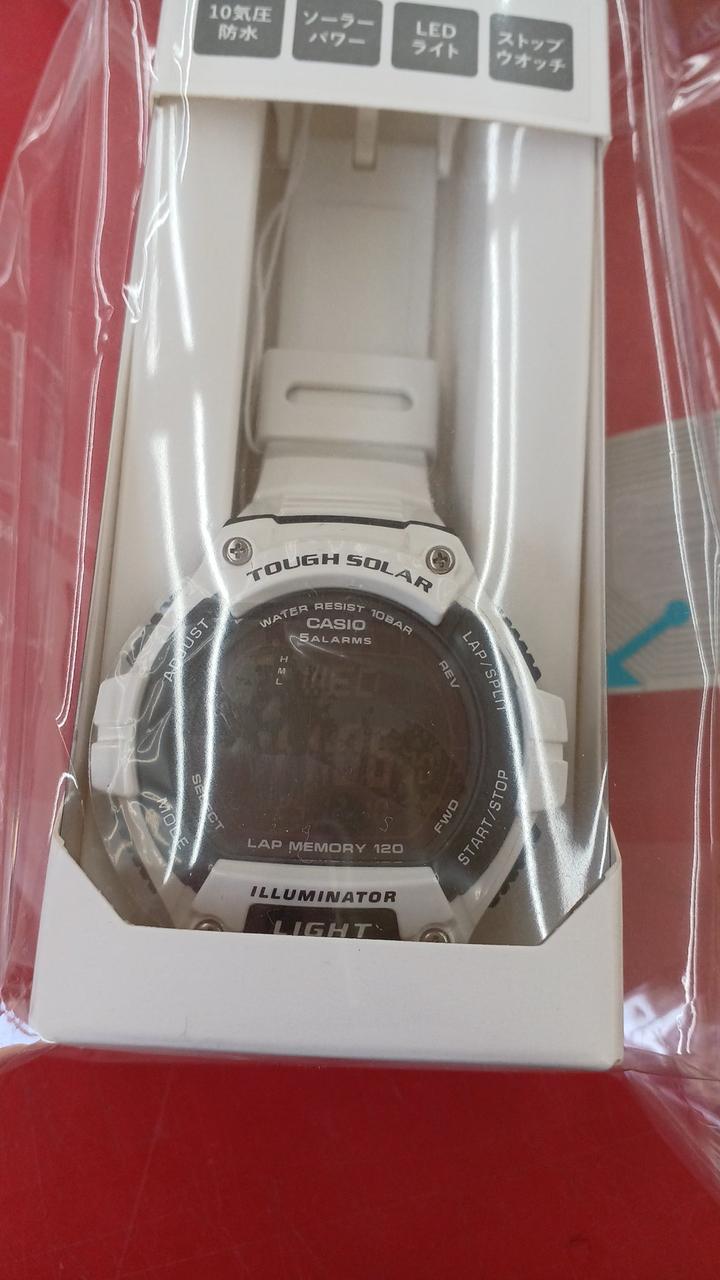 10気圧
防水
ソーラー
パワー
LED
ライト
ストップ
ウオッチ
TOUGH SOLAR
WATER RESIST 10BAR
CASIO
5 ALARMS
ADJUST
LAP/SPLIT
H
M
L
REV
SELECT
FWD
MODE
START/STOP
LAP MEMORY 120
ILLUMINATOR
LIGHT